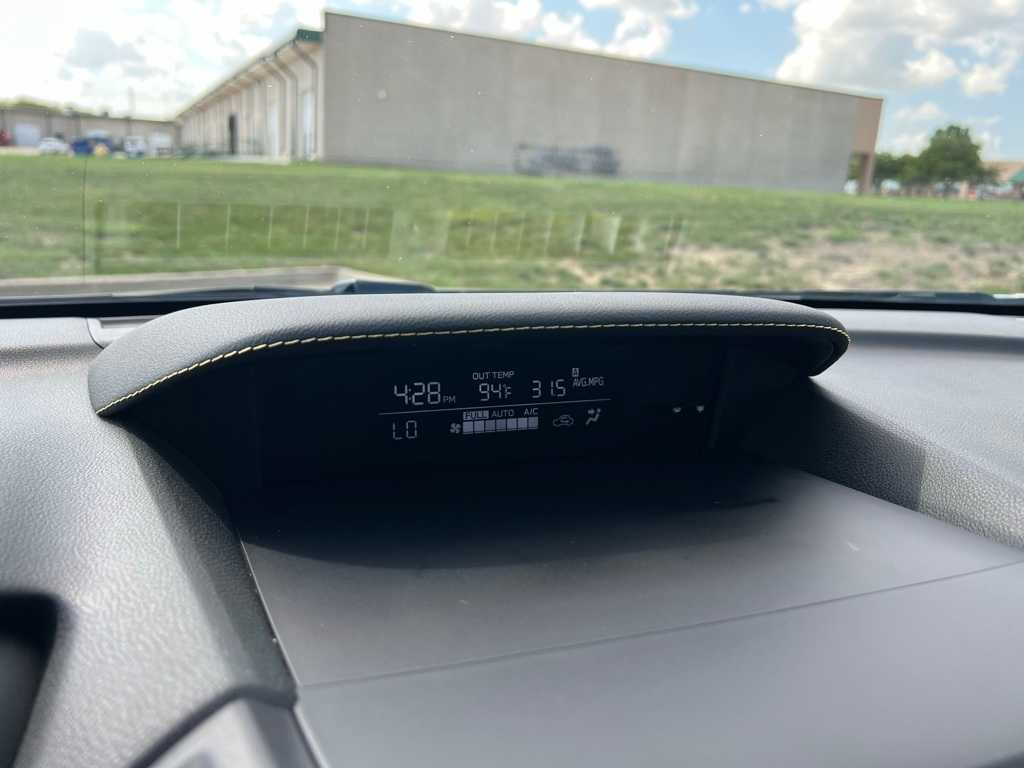 OUT TEMP A
4:28 PM 94°F 31.5 AVG.MPG
FULL AUTO A/C
LO